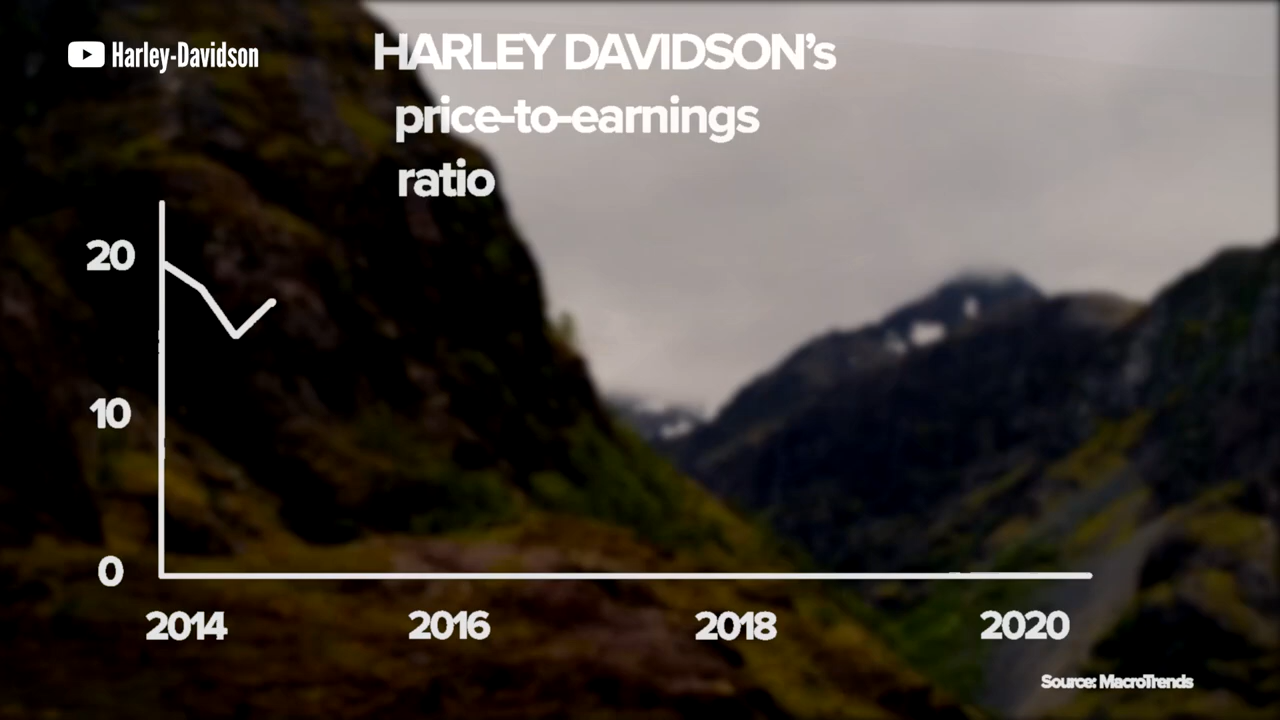 Harley-Davidson
HARLEY DAVIDSON's
price-to-earnings
ratio
20
10
0
2014 2016 2018 2020
Source: MacroTrends